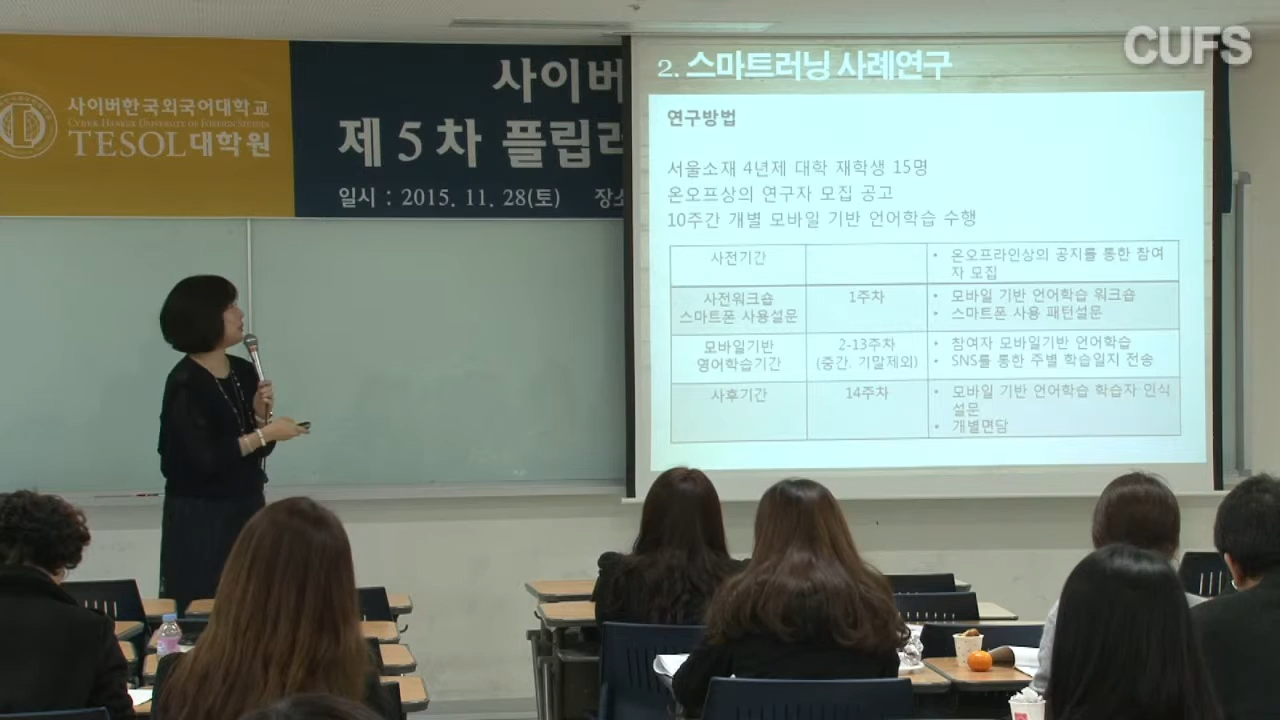 CUFS
사이버한국외국어대학교
CYBER HANKUK UNIVERSITY OF FOREIGN STUDIES
TESOL대학원
사이버
제 5 차 플립러
일시 : 2015. 11. 28(토) 장소
2. 스마트러닝 사례연구
연구방법
서울소재 4년제 대학 재학생 15명
온오프상의 연구자 모집 공고
10주간 개별 모바일 기반 언어학습 수행
사전기간
• 온오프라인상의 공지를 통한 참여
자 모집
사전워크숍
스마트폰 사용설문
1주차
• 모바일 기반 언어학습 워크숍
• 스마트폰 사용 패턴설문
모바일기반
영어학습기간
2-13주차
(중간, 기말제외)
• 참여자 모바일기반 언어학습
• SNS를 통한 주별 학습일지 전송
사후기간
14주차
• 모바일 기반 언어학습 학습자 인식
설문
• 개별면담